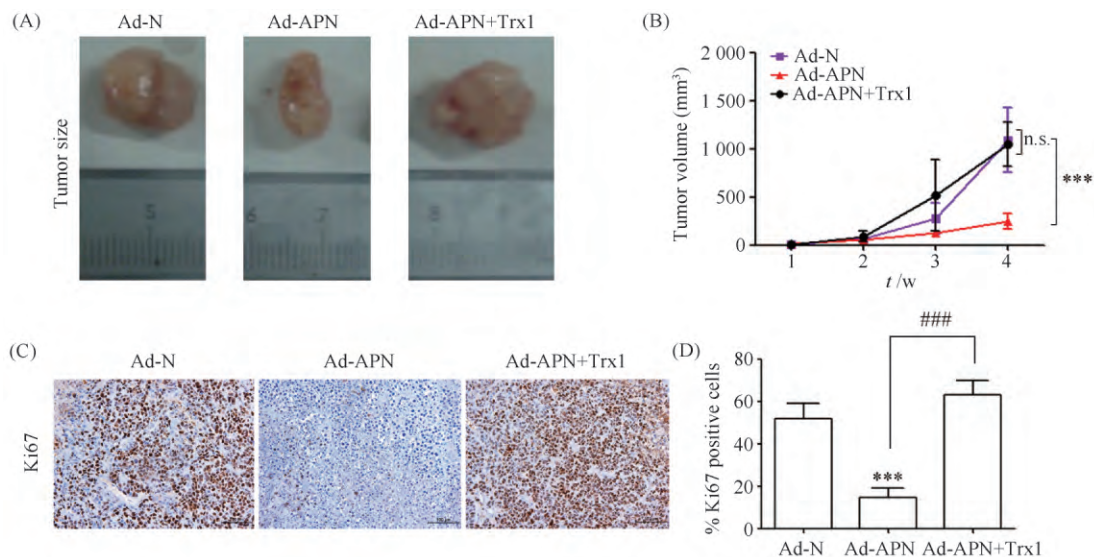 (A)
Ad-N Ad-APN Ad-APN+Trx1
Tumor size
5
6 7
8
(B)
Tumor volume (mm³)
2 000
1 500
1 000
500
0
1 2 3 4
t /w
Ad-N
Ad-APN
Ad-APN+Trx1
n.s.
***
(C)
Ad-N Ad-APN Ad-APN+Trx1
Ki67
(D)
% Ki67 positive cells
80
60
40
20
0
###
***
Ad-N Ad-APN Ad-APN+Trx1